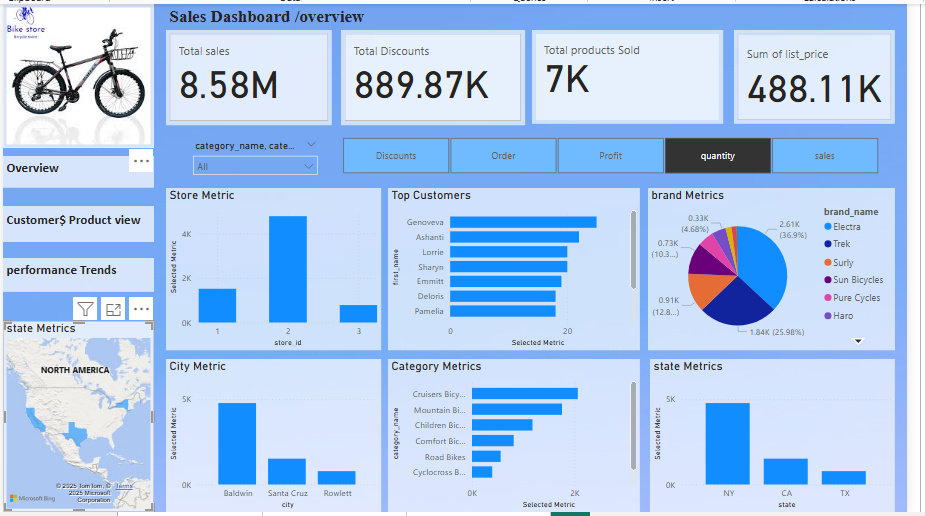 Sales Dashboard /overview
Bike store
Total sales
8.58M
Total Discounts
889.87K
Total products Sold
7K
Sum of list_price
488.11K
category_name, cate...
All
Discounts
Order
Profit
quantity
sales
Overview
Customer$ Product view
performance Trends
state Metrics
NORTH AMERICA
© 2025 TomTom, © 2025 Microsoft Corporation
Terms
Microsoft Bing
Store Metric
Selected Metric
4K
2K
0K
1
2
3
store_id
Top Customers
first_name
Genoveva
Ashanti
Lorrie
Sharyn
Emmitt
Deloris
Pamelia
0
20
Selected Metric
brand Metrics
0.33K
(4.68%)
0.73K
(10.3...)
0.91K
(12.8...)
2.61K
(36.9%)
1.84K (25.98%)
brand_name
Electra
Trek
Surly
Sun Bicycles
Pure Cycles
Haro
City Metric
Selected Metric
5K
0K
Baldwin
Santa Cruz
Rowlett
city
Category Metrics
category_name
Cruisers Bicy...
Mountain Bi...
Children Bic...
Comfort Bic...
Road Bikes
Cyclocross B...
0K
2K
Selected Metric
state Metrics
Selected Metric
5K
0K
NY
CA
TX
state